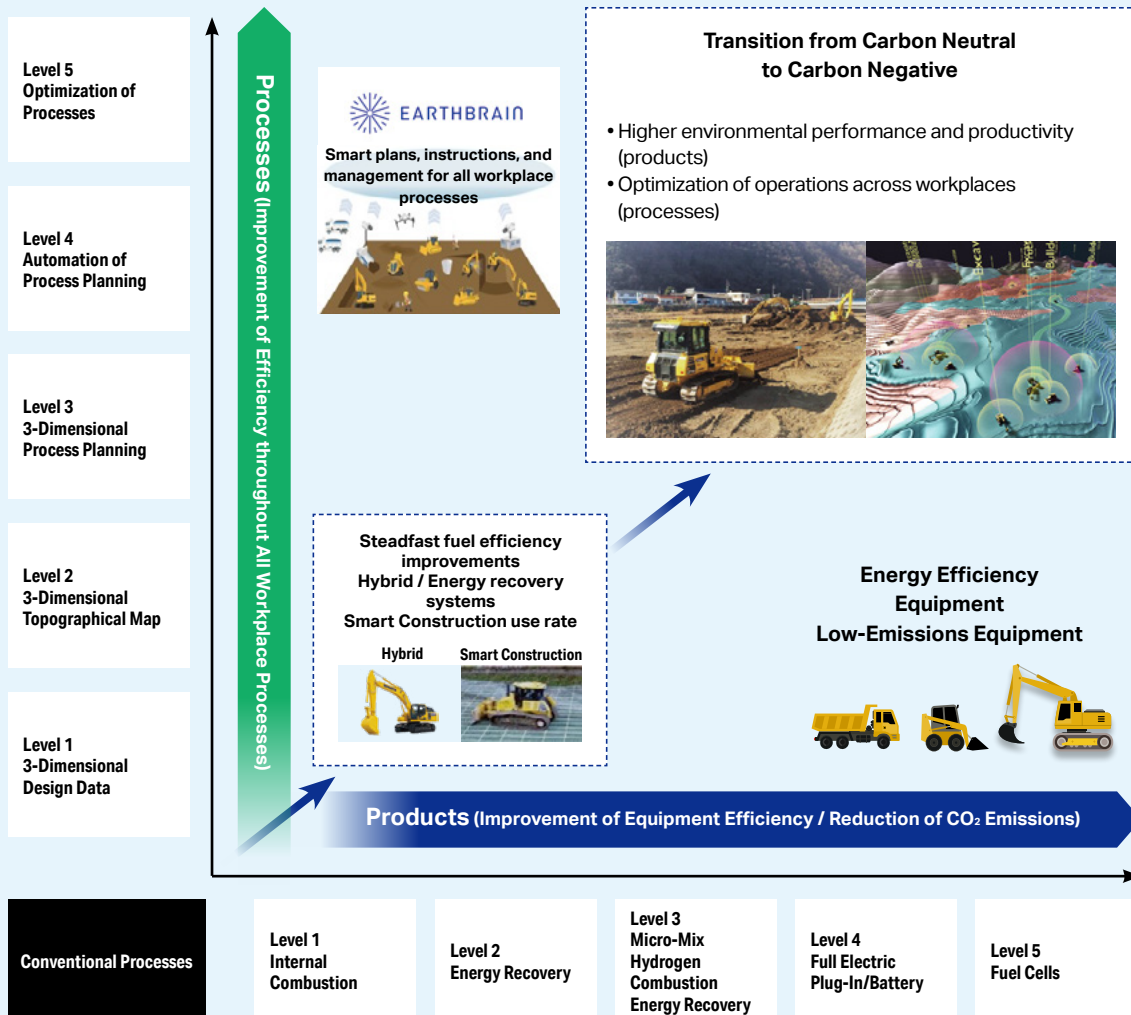 Level 5
Optimization of
Processes
Level 4
Automation of
Process Planning
Level 3
3-Dimensional
Process Planning
Level 2
3-Dimensional
Topographical Map
Level 1
3-Dimensional
Design Data
Processes (Improvement of Efficiency throughout All Workplace Processes)
EARTHBRAIN
Smart plans, instructions, and
management for all workplace
processes
Transition from Carbon Neutral
to Carbon Negative
• Higher environmental performance and productivity
(products)
• Optimization of operations across workplaces
(processes)
Steadfast fuel efficiency
improvements
Hybrid / Energy recovery
systems
Smart Construction use rate
Hybrid
Smart Construction
Energy Efficiency
Equipment
Low-Emissions Equipment
Products (Improvement of Equipment Efficiency / Reduction of CO₂ Emissions)
Conventional Processes
Level 1
Internal
Combustion
Level 2
Energy Recovery
Level 3
Micro-Mix
Hydrogen
Combustion
Energy Recovery
Level 4
Full Electric
Plug-In/Battery
Level 5
Fuel Cells